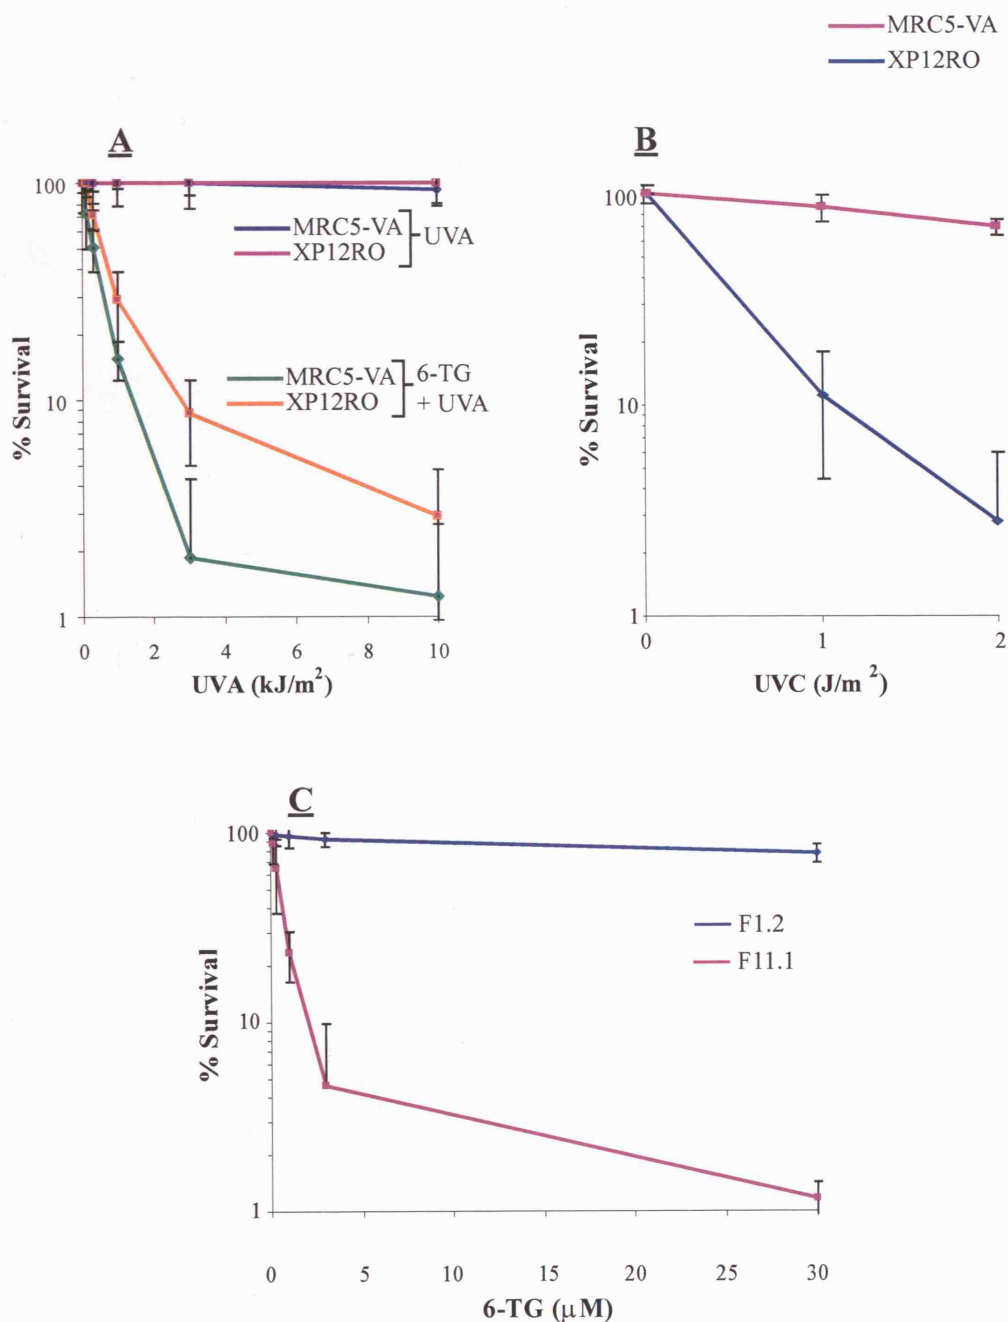 MRC5-VA
XP12RO
A
100
10
1
% Survival
MRC5-VA
XP12RO
UVA
MRC5-VA
XP12RO
6-TG
+ UVA
0 2 4 6 8 10
UVA (kJ/m²)
B
100
10
1
% Survival
0 1 2
UVC (J/m ²)
C
100
10
1
% Survival
F1.2
F11.1
0 5 10 15 20 25 30
6-TG (μM)